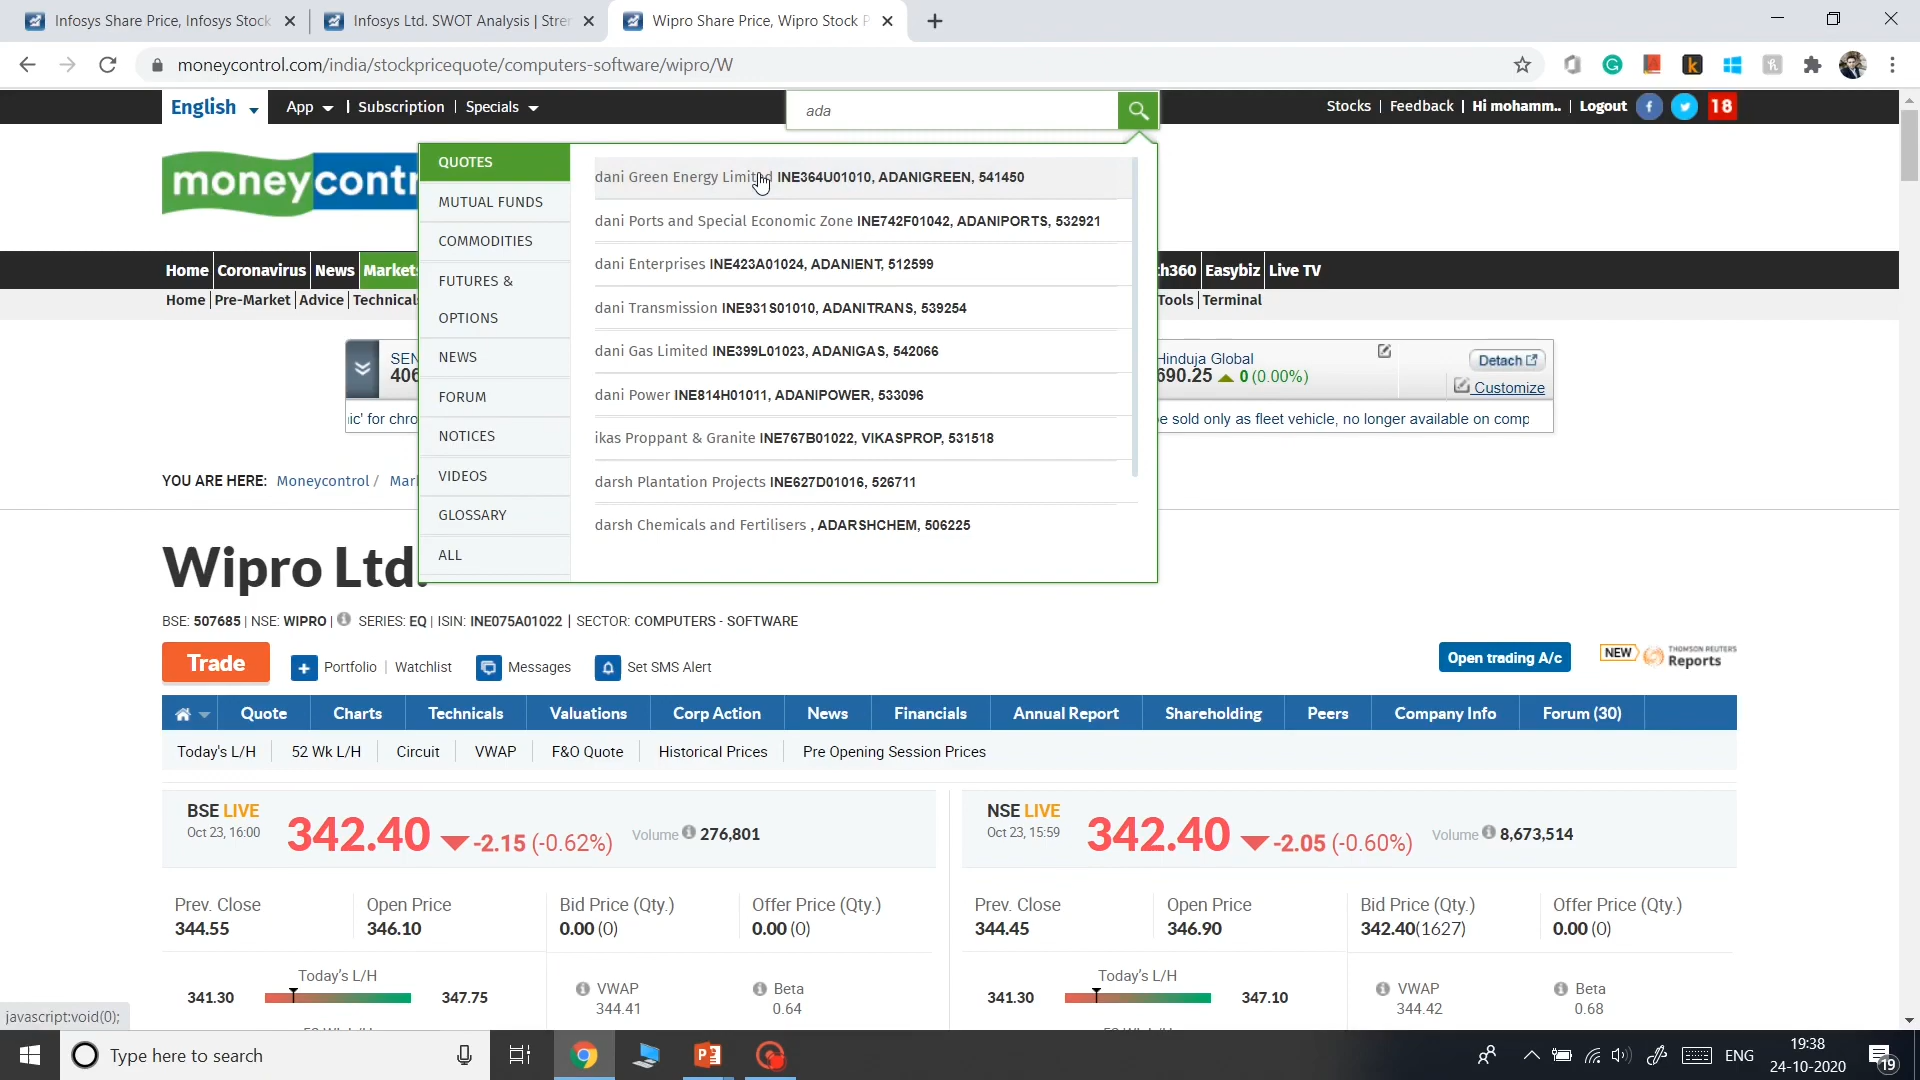 Infosys Share Price, Infosys Stock
Infosys Ltd. SWOT Analysis | Stren
Wipro Share Price, Wipro Stock P
moneycontrol.com/india/stockpricequote/computers-software/wipro/W
English App | Subscription | Specials
ada
Stocks | Feedback | Hi mohamm.. | Logout 18
moneycontr
QUOTES
MUTUAL FUNDS
COMMODITIES
FUTURES &
OPTIONS
NEWS
FORUM
NOTICES
VIDEOS
GLOSSARY
ALL
dani Green Energy Limited INE364U01010, ADANIGREEN, 541450
dani Ports and Special Economic Zone INE742F01042, ADANIPORTS, 532921
dani Enterprises INE423A01024, ADANIENT, 512599
dani Transmission INE931S01010, ADANITRANS, 539254
dani Gas Limited INE399L01023, ADANIGAS, 542066
dani Power INE814H01011, ADANIPOWER, 533096
ikas Proppant & Granite INE767B01022, VIKASPROP, 531518
darsh Plantation Projects INE627D01016, 526711
darsh Chemicals and Fertilisers , ADARSHCHEM, 506225
Home Coronavirus News Markets h360 Easybiz Live TV
Home | Pre-Market | Advice | Technicals Tools | Terminal
SEN
406
Hinduja Global
690.25 0 (0.00%)
Detach
Customize
ic' for chro
e sold only as fleet vehicle, no longer available on comp
YOU ARE HERE: Moneycontrol / Mar
Wipro Ltd.
BSE: 507685 | NSE: WIPRO | SERIES: EQ | ISIN: INE075A01022 | SECTOR: COMPUTERS - SOFTWARE
Trade + Portfolio | Watchlist Messages Set SMS Alert
Open trading A/c NEW THOMSON REUTERS
Reports
Quote Charts Technicals Valuations Corp Action News Financials Annual Report Shareholding Peers Company Info Forum (30)
Today's L/H 52 Wk L/H Circuit VWAP F&O Quote Historical Prices Pre Opening Session Prices
BSE LIVE
Oct 23, 16:00
342.40 -2.15 (-0.62%) Volume 276,801
NSE LIVE
Oct 23, 15:59
342.40 -2.05 (-0.60%) Volume 8,673,514
Prev. Close Open Price Bid Price (Qty.) Offer Price (Qty.)
344.55 346.10 0.00 (0) 0.00 (0)
Prev. Close Open Price Bid Price (Qty.) Offer Price (Qty.)
344.45 346.90 342.40(1627) 0.00 (0)
Today's L/H
341.30 347.75
VWAP
344.41
Beta
0.64
Today's L/H
341.30 347.10
VWAP
344.42
Beta
0.68
javascript:void(0);
Type here to search
ENG
19:38
24-10-2020
19